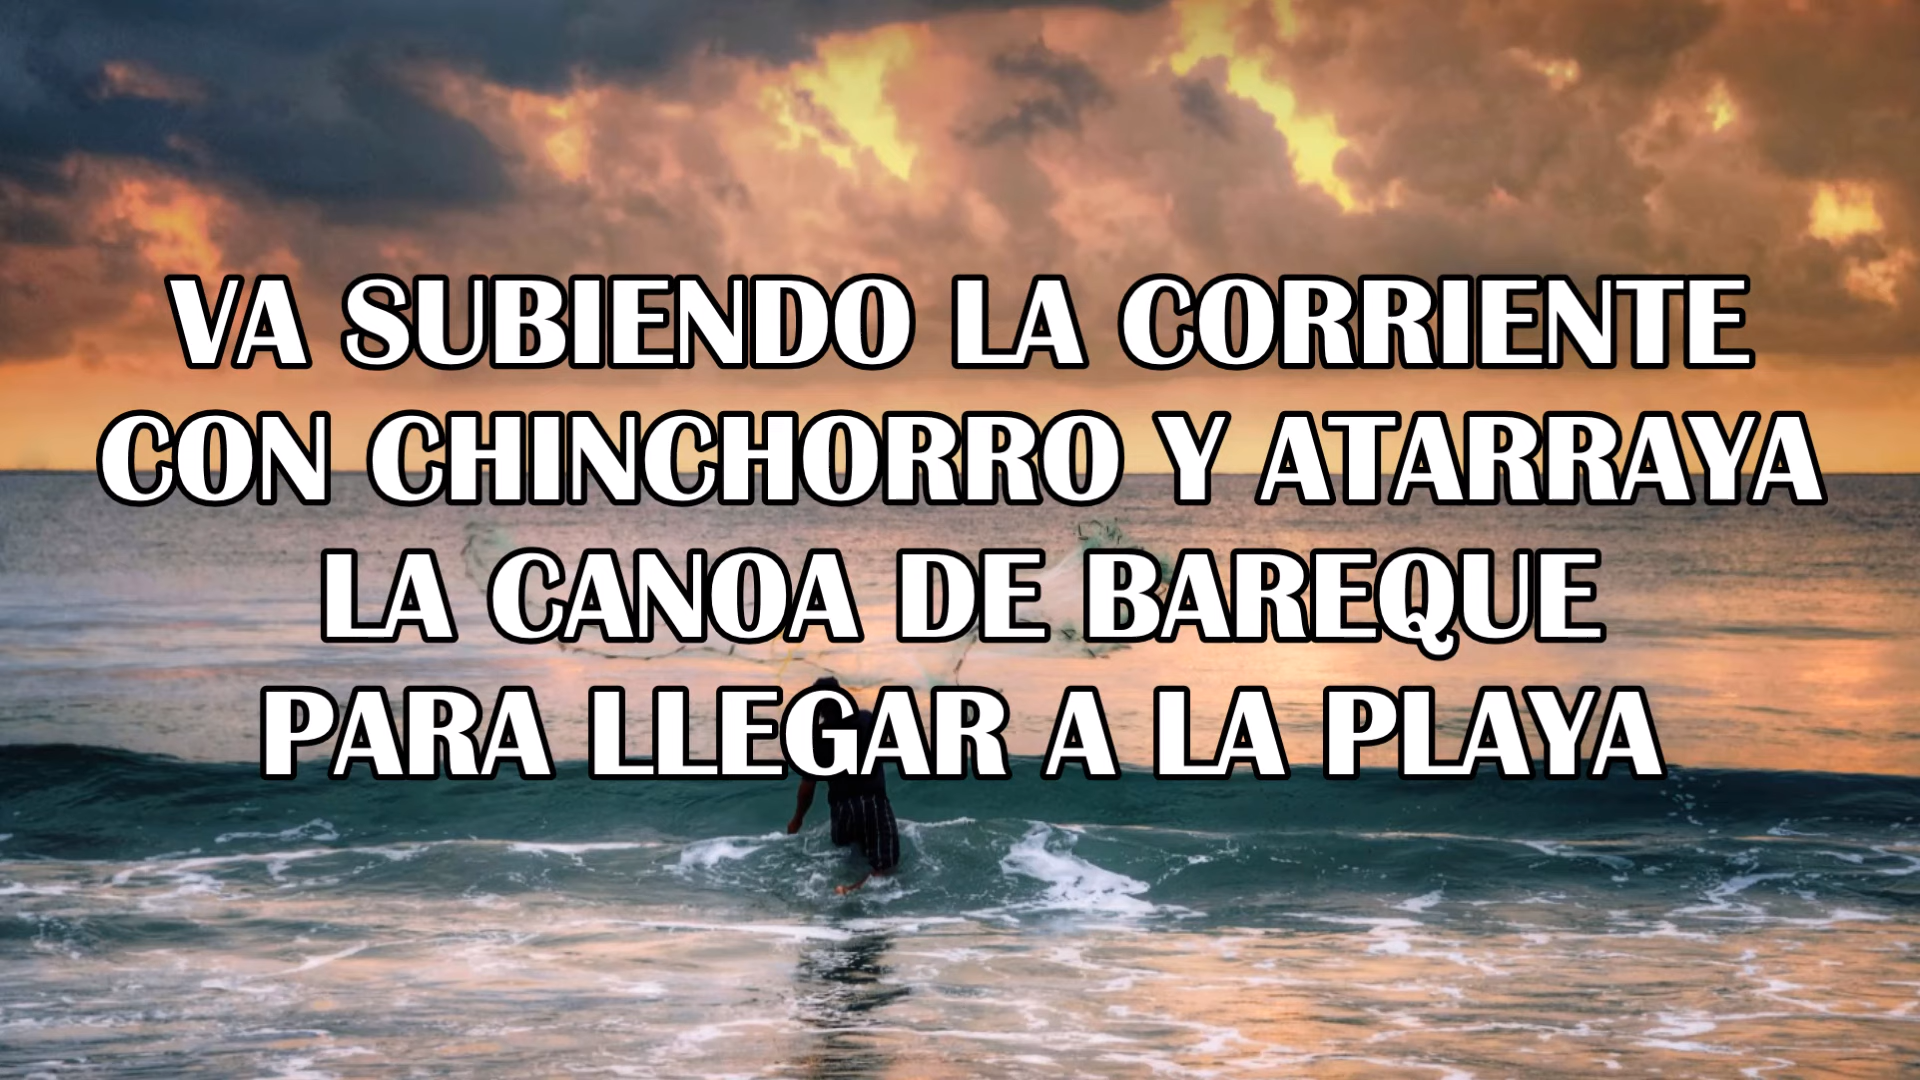 VA SUBIENDO LA CORRIENTE
CON CHINCHORRO Y ATARRAYA
LA CANOA DE BAREQUE
PARA LLEGAR A LA PLAYA